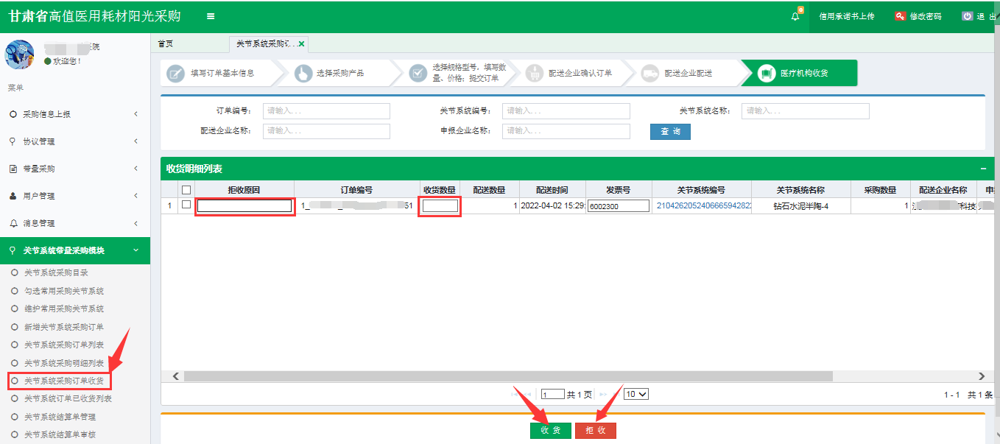 甘肃省高值医用耗材阳光采购
0
信用承诺书上传
修改密码
退 出
院
欢迎您!
菜单
采购信息上报
协议管理
带量采购
用户管理
消息管理
关节系统带量采购模块
关节系统采购目录
勾选常用采购关节系统
维护常用采购关节系统
新增关节系统采购订单
关节系统采购订单列表
关节系统采购明细列表
关节系统采购订单收货
关节系统订单已收货列表
关节系统结算单管理
关节系统结算单审核
首页
关节系统采购订...
填写订单基本信息
选择采购产品
选择规格型号，填写数
量、价格；提交订单
配送企业确认订单
配送企业配送
医疗机构收货
订单编号: 请输入...
关节系统编号: 请输入...
关节系统名称: 请输入...
配送企业名称: 请输入...
申报企业名称: 请输入...
查 询
收货明细列表
拒收原因 订单编号 收货数量 配送数量 配送时间 发票号 关节系统编号 关节系统名称 采购数量 配送企业名称 申
1 1_ 51 1 2022-04-02 15:29: 6002300 2104262052406665942822 钻石水泥半陶-4 1 科技
1 共 1 页 10
1 - 1 共 1 条
收 货
拒 收